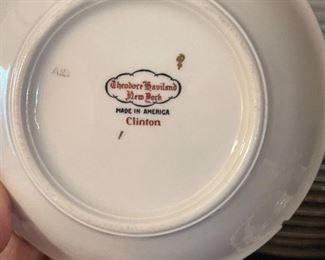 Theodore Haviland
New York
MADE IN AMERICA
Clinton